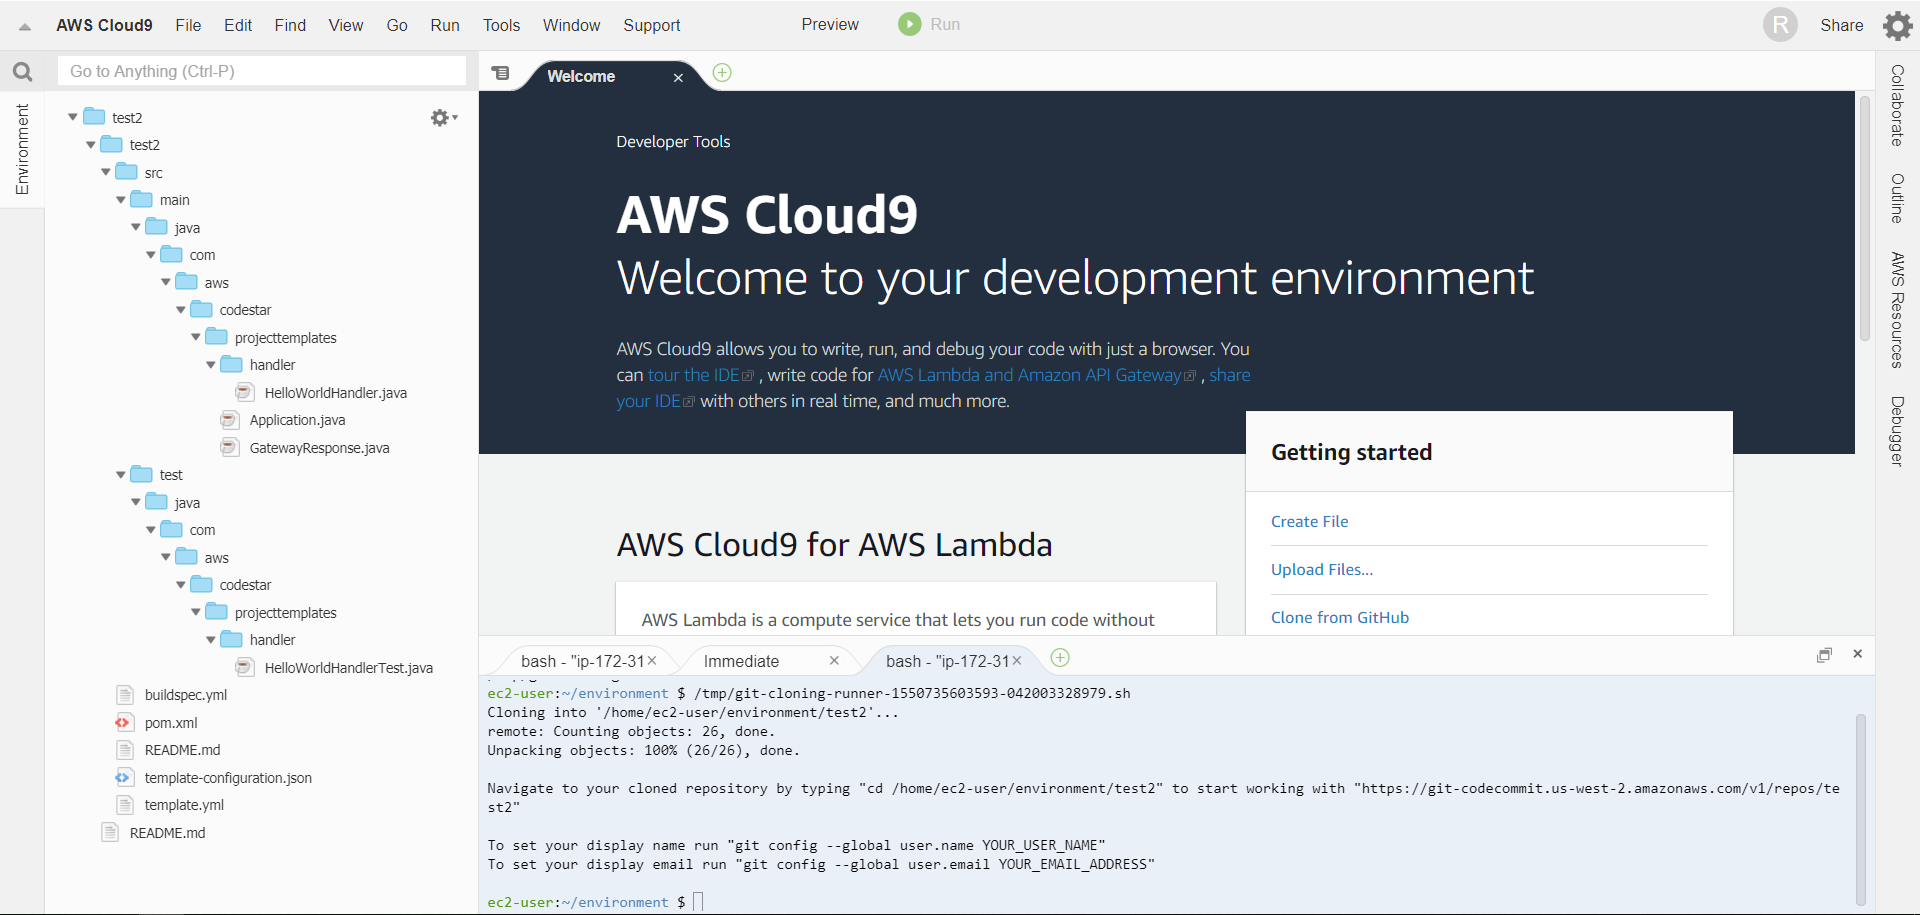 AWS Cloud9 File Edit Find View Go Run Tools Window Support Preview Run R Share
Go to Anything (Ctrl-P)
Environment
test2
test2
src
main
java
com
aws
codestar
projecttemplates
handler
HelloWorldHandler.java
Application.java
GatewayResponse.java
test
java
com
aws
codestar
projecttemplates
handler
HelloWorldHandlerTest.java
buildspec.yml
pom.xml
README.md
template-configuration.json
template.yml
README.md
Welcome
Developer Tools
AWS Cloud9
Welcome to your development environment
AWS Cloud9 allows you to write, run, and debug your code with just a browser. You
can tour the IDE , write code for AWS Lambda and Amazon API Gateway , share
your IDE with others in real time, and much more.
Getting started
Create File
Upload Files...
Clone from GitHub
AWS Cloud9 for AWS Lambda
AWS Lambda is a compute service that lets you run code without
bash - "ip-172-31 Immediate bash - "ip-172-31
ec2-user:~/environment $ /tmp/git-cloning-runner-1550735603593-042003328979.sh
Cloning into '/home/ec2-user/environment/test2'...
remote: Counting objects: 26, done.
Unpacking objects: 100% (26/26), done.
Navigate to your cloned repository by typing "cd /home/ec2-user/environment/test2" to start working with "https://git-codecommit.us-west-2.amazonaws.com/v1/repos/te
st2"
To set your display name run "git config --global user.name YOUR_USER_NAME"
To set your display email run "git config --global user.email YOUR_EMAIL_ADDRESS"
ec2-user:~/environment $
Collaborate
Outline
AWS Resources
Debugger